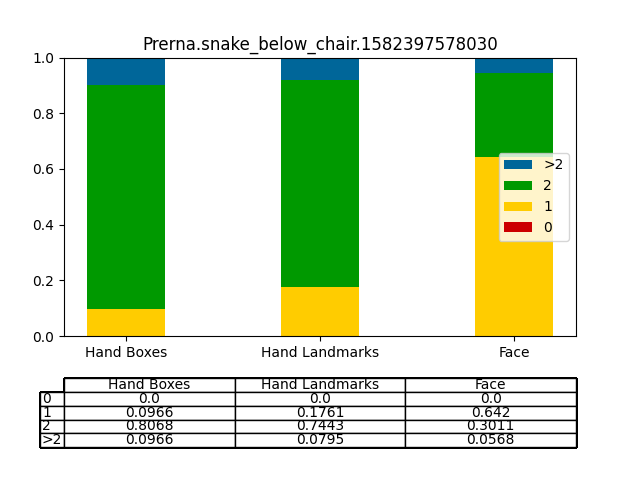 Prerna.snake_below_chair.1582397578030
1.0
0.8
0.6
0.4
0.2
0.0
>2
2
1
0
Hand Boxes Hand Landmarks Face
Hand Boxes Hand Landmarks Face
0 0.0 0.0 0.0
1 0.0966 0.1761 0.642
2 0.8068 0.7443 0.3011
>2 0.0966 0.0795 0.0568